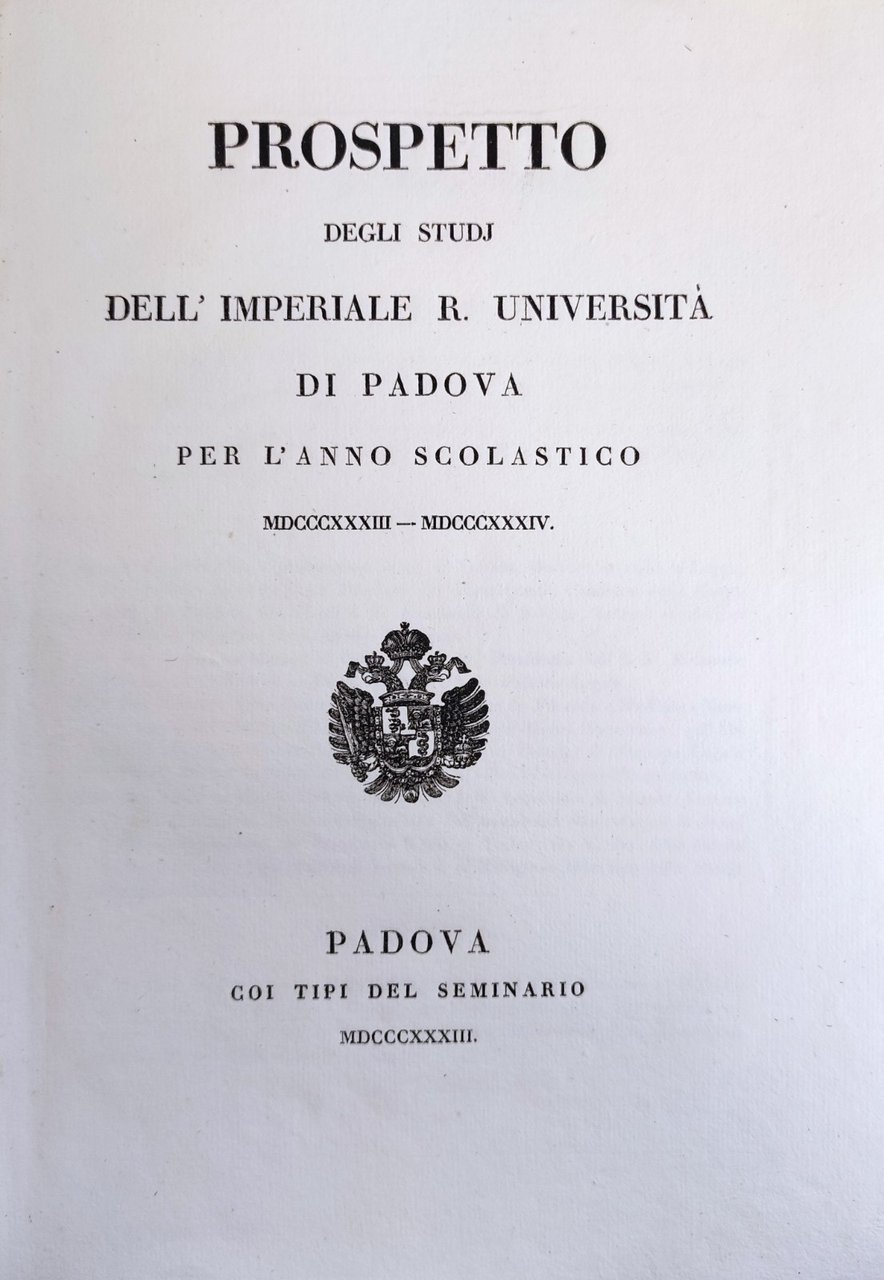 PROSPETTO
DEGLI STUDJ
DELL' IMPERIALE R. UNIVERSITÀ
DI PADOVA
PER L'ANNO SCOLASTICO
MDCCCXXXIII — MDCCCXXXIV.
PADOVA
COI TIPI DEL SEMINARIO
MDCCCXXXIII.